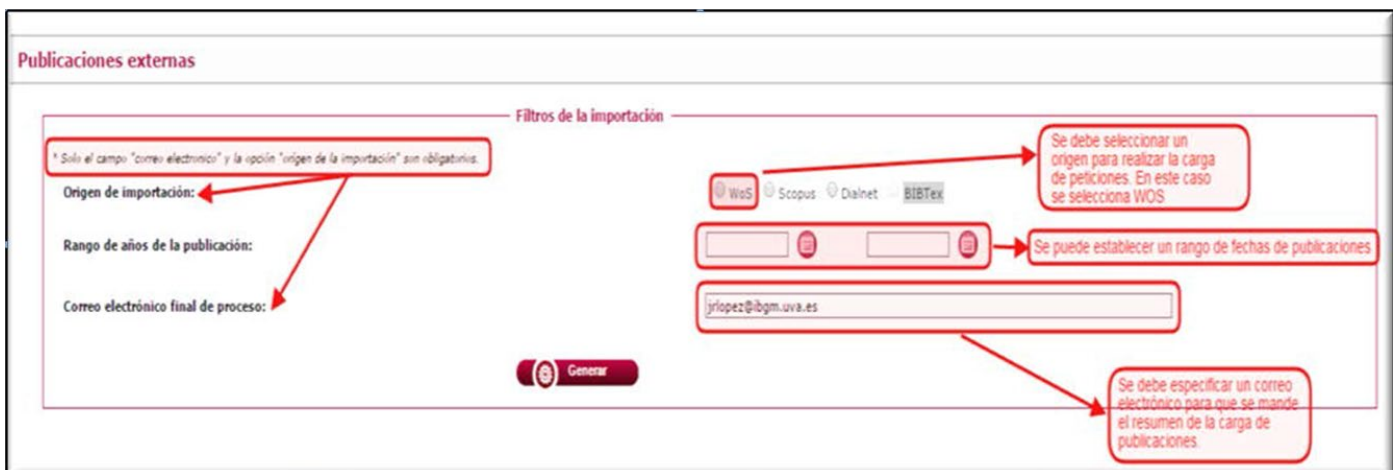 Publicaciones externas
Filtros de la importación
* Solo el campo "correo electronico" y la opción "origen de la importación" son obligatorios.
Origen de importación:
WoS Scopus Dialnet BIBTex
Se debe seleccionar un
origen para realizar la carga
de peticiones. En este caso
se selecciona WOS
Rango de años de la publicación:
Se puede establecer un rango de fechas de publicaciones
Correo electrónico final de proceso:
jrlopez@ibgm.uva.es
Generar
Se debe especificar un correo
electrónico para que se mande
el resumen de la carga de
publicaciones.